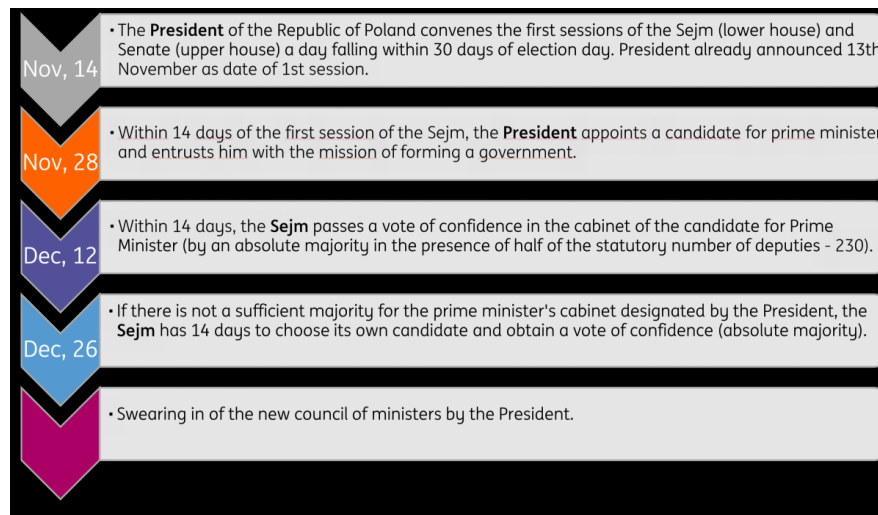 Nov, 14
• The President of the Republic of Poland convenes the first sessions of the Sejm (lower house) and
Senate (upper house) a day falling within 30 days of election day. President already announced 13th
November as date of 1st session.
Nov, 28
• Within 14 days of the first session of the Sejm, the President appoints a candidate for prime minister
and entrusts him with the mission of forming a government.
Dec, 12
• Within 14 days, the Sejm passes a vote of confidence in the cabinet of the candidate for Prime
Minister (by an absolute majority in the presence of half of the statutory number of deputies - 230).
Dec, 26
• If there is not a sufficient majority for the prime minister's cabinet designated by the President, the
Sejm has 14 days to choose its own candidate and obtain a vote of confidence (absolute majority).
• Swearing in of the new council of ministers by the President.